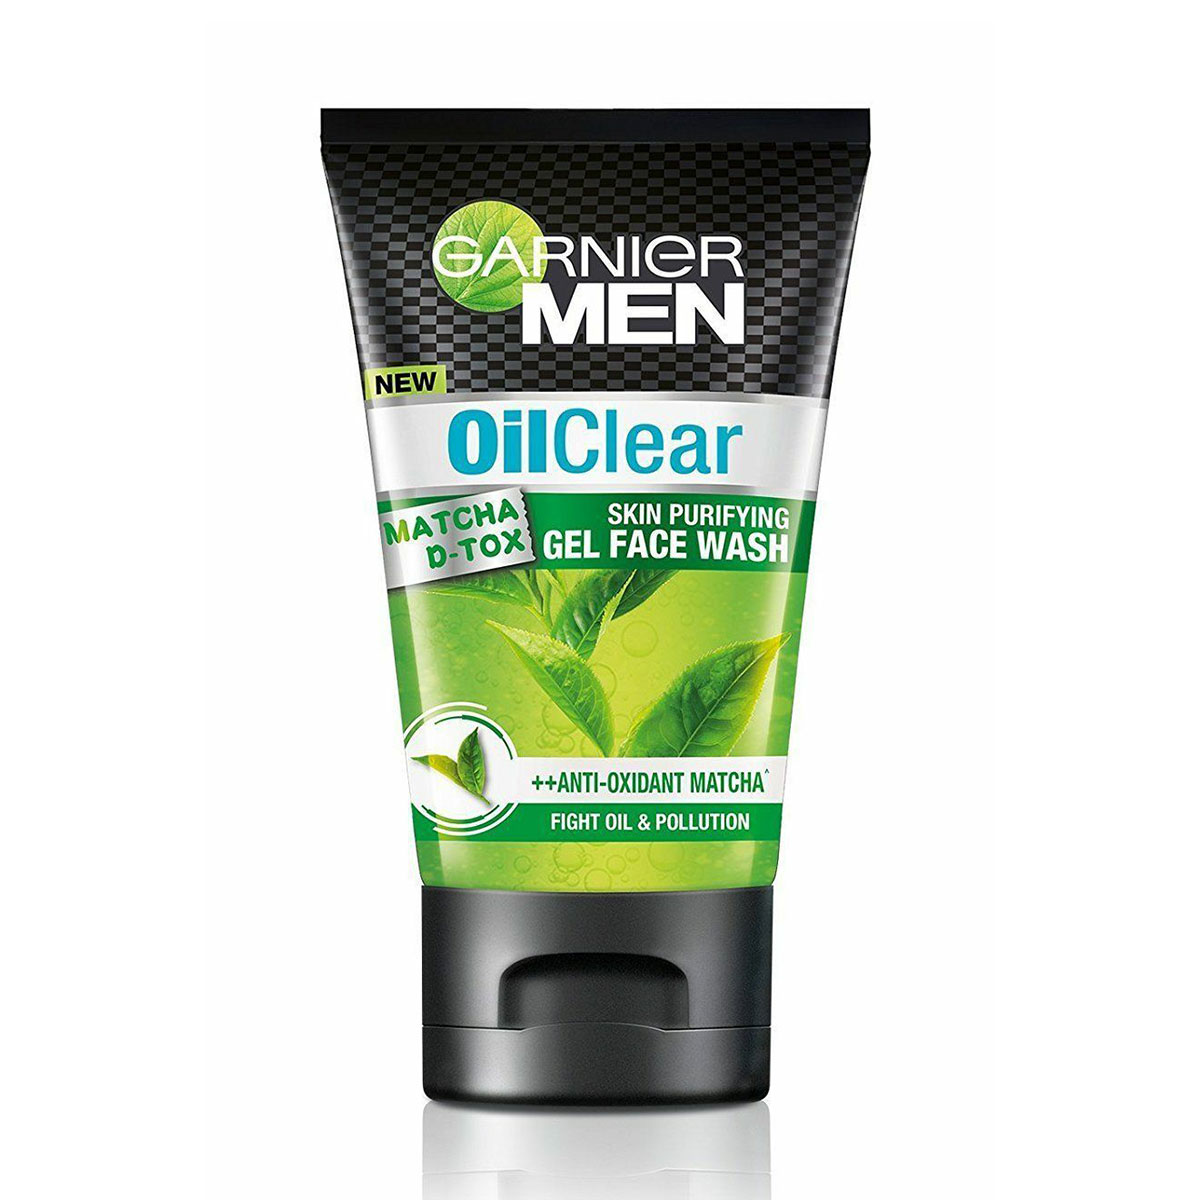 GARNIER
MEN
NEW
OilClear
MATCHA
D-TOX
SKIN PURIFYING
GEL FACE WASH
++ANTI-OXIDANT MATCHA^
FIGHT OIL & POLLUTION